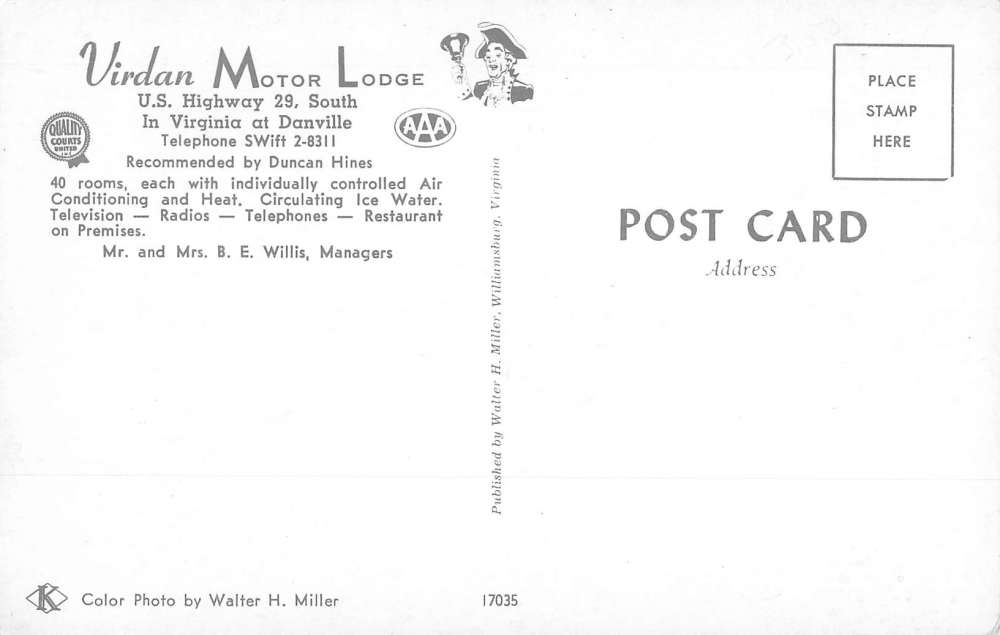 Virdan Motor Lodge
U.S. Highway 29, South
In Virginia at Danville
Telephone SWift 2-8311
Recommended by Duncan Hines
QUALITY
COURTS
UNITED
INC
AAA
40 rooms, each with individually controlled Air
Conditioning and Heat. Circulating Ice Water.
Television — Radios — Telephones — Restaurant
on Premises.
Mr. and Mrs. B. E. Willis, Managers
Published by Walter H. Miller, Williamsburg, Virginia
PLACE
STAMP
HERE
POST CARD
Address
K Color Photo by Walter H. Miller
17035